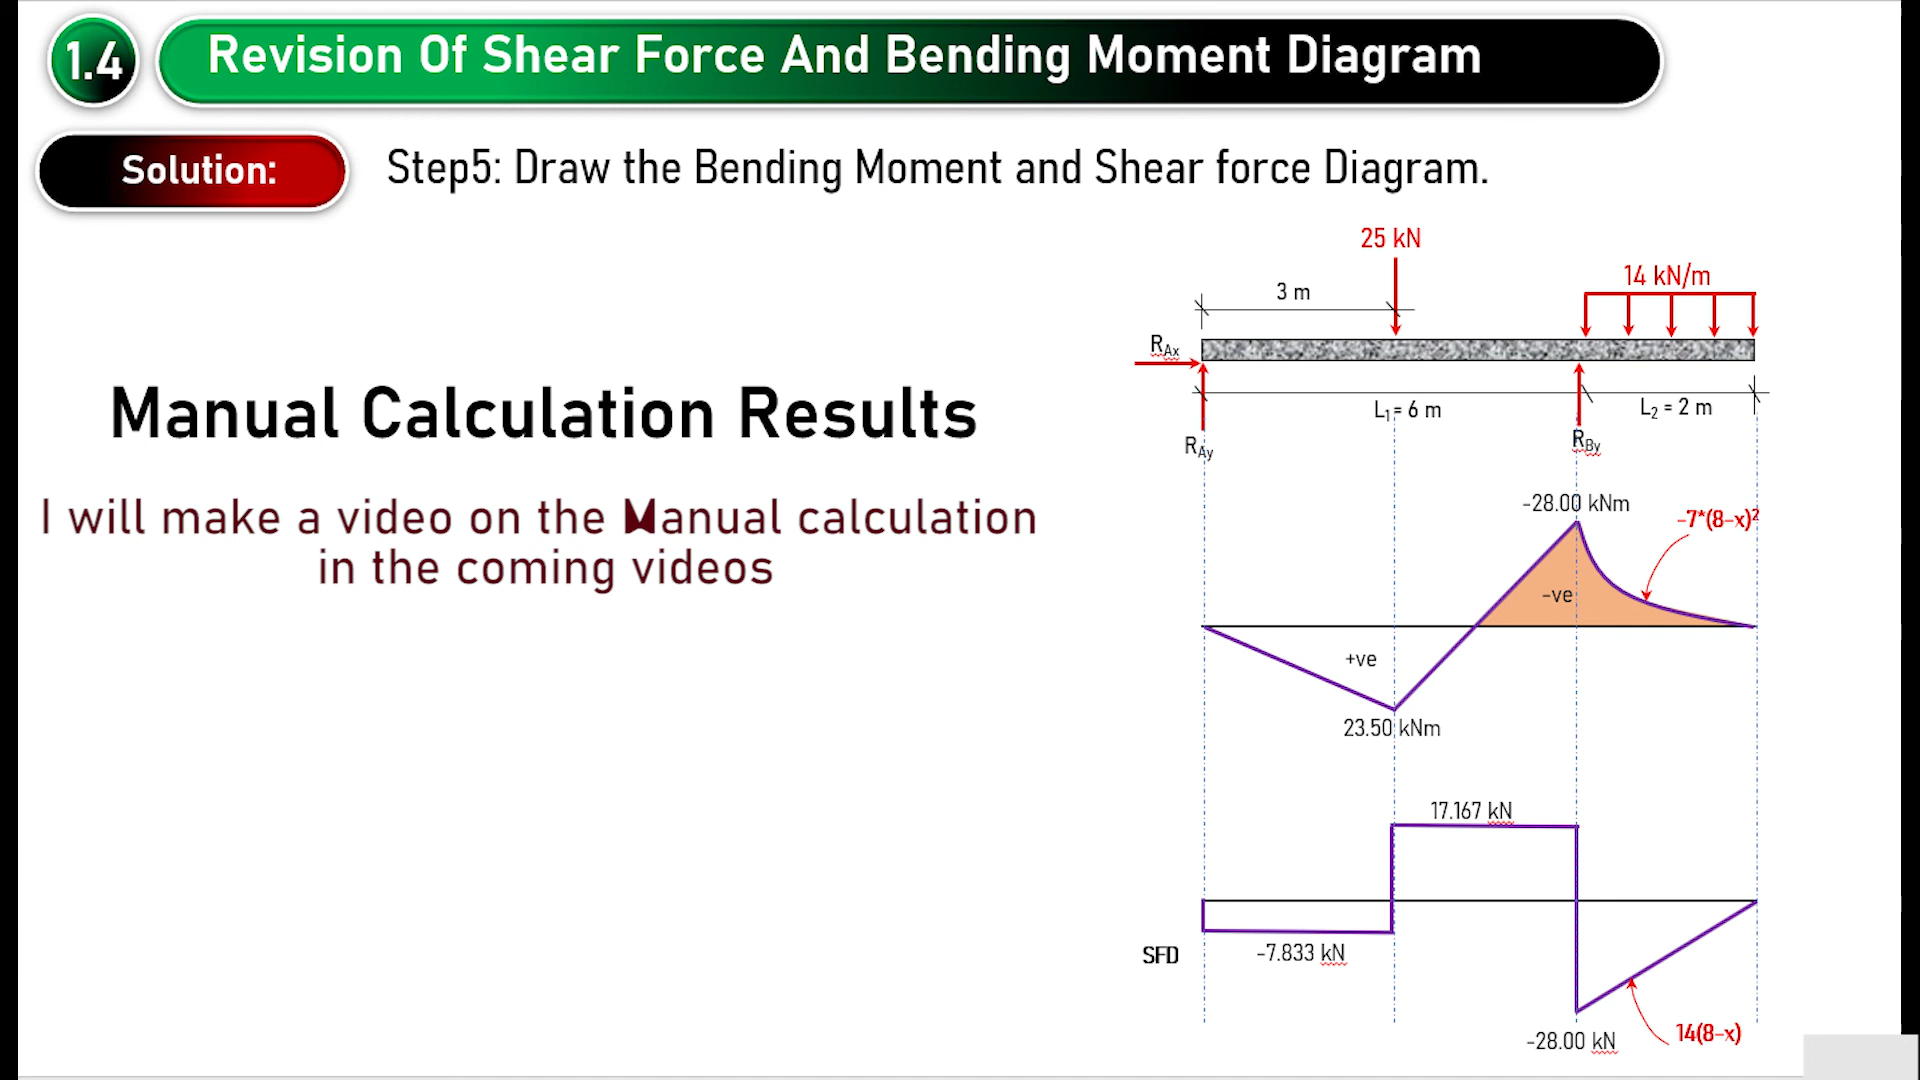 1.4
Revision Of Shear Force And Bending Moment Diagram
Solution:
Step5: Draw the Bending Moment and Shear force Diagram.
Manual Calculation Results
I will make a video on the Manual calculation
in the coming videos
25 kN
14 kN/m
3 m
R_Ax
L₁= 6 m
L₂ = 2 m
R_Ay
R_By
-28.00 kNm
-7*(8-x)²
-ve
+ve
23.50 kNm
17.167 kN
SFD
-7.833 kN
-28.00 kN
14(8-x)